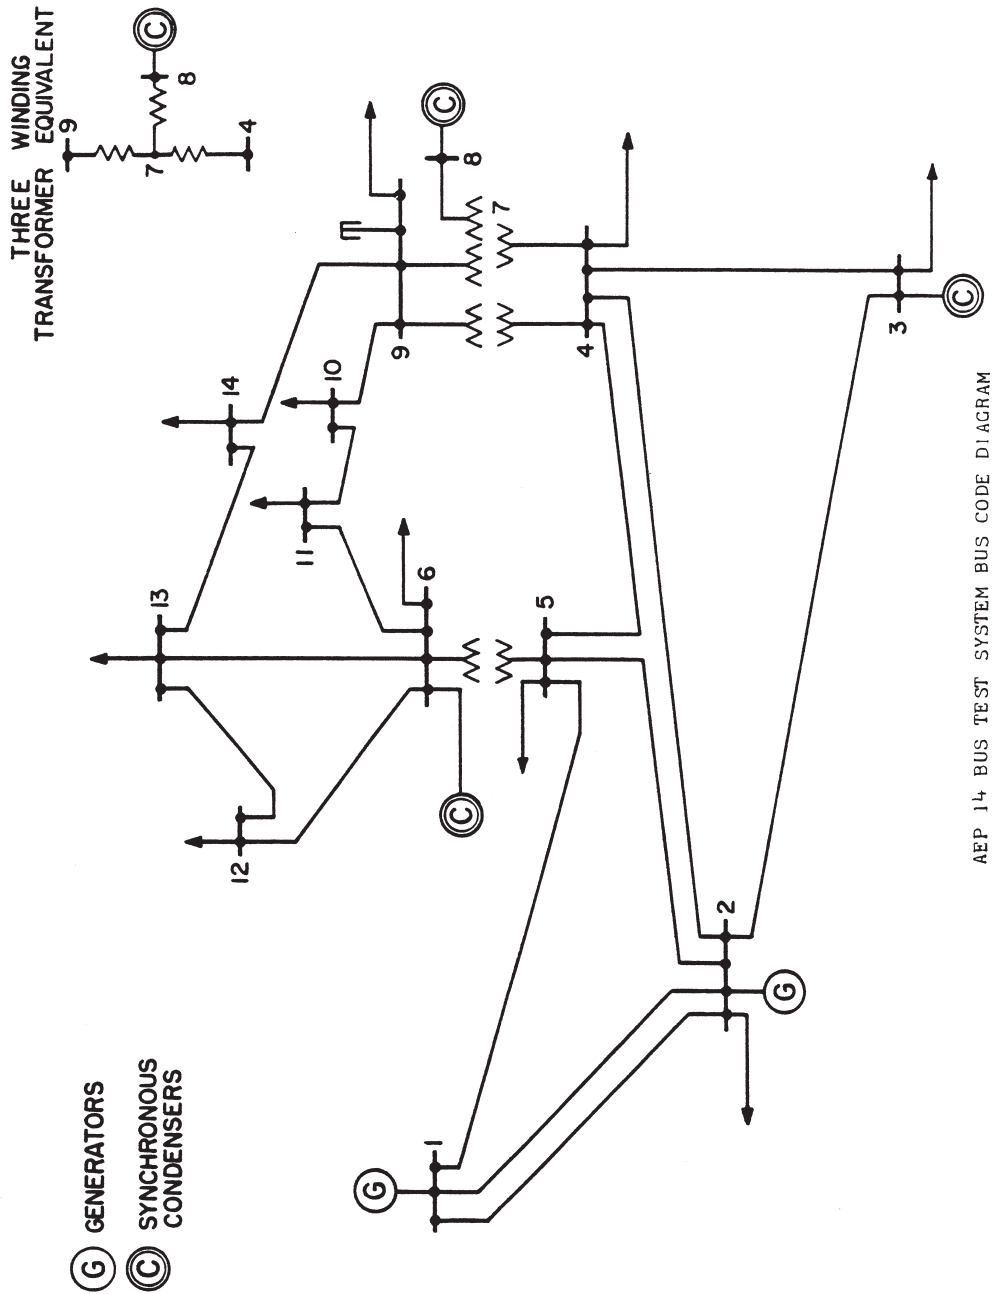 THREE WINDING
TRANSFORMER EQUIVALENT
9
C
8
7
4
G GENERATORS
C SYNCHRONOUS
CONDENSERS
13
14
12
11
10
C
8
7
9
6
C
5
4
G
1
2
G
3
C
AEP 14 BUS TEST SYSTEM BUS CODE DIAGRAM